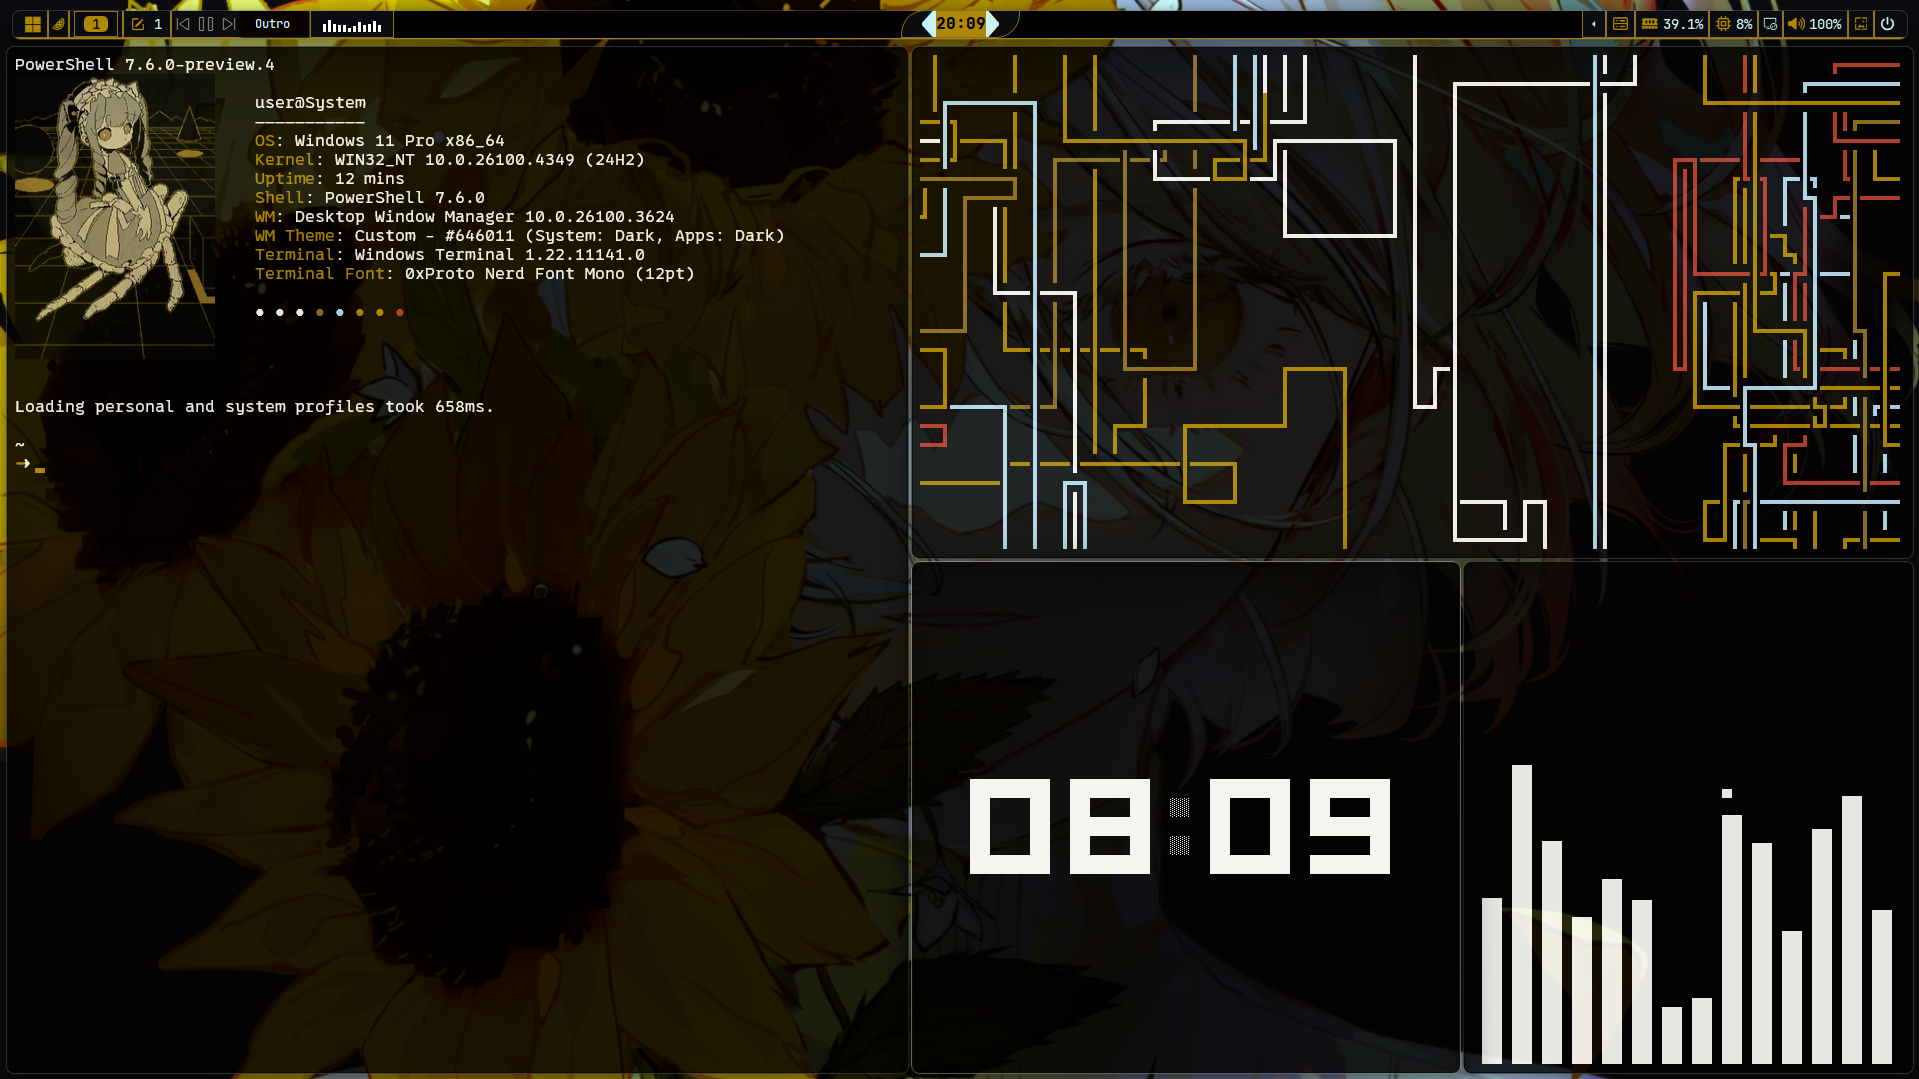 1
1
Outro
20:09
39.1%
8%
100%
PowerShell 7.6.0-preview.4
user@System
-----------
OS: Windows 11 Pro x86_64
Kernel: WIN32_NT 10.0.26100.4349 (24H2)
Uptime: 12 mins
Shell: PowerShell 7.6.0
WM: Desktop Window Manager 10.0.26100.3624
WM Theme: Custom - #646011 (System: Dark, Apps: Dark)
Terminal: Windows Terminal 1.22.11141.0
Terminal Font: 0xProto Nerd Font Mono (12pt)
Loading personal and system profiles took 658ms.
~
➜
08:09